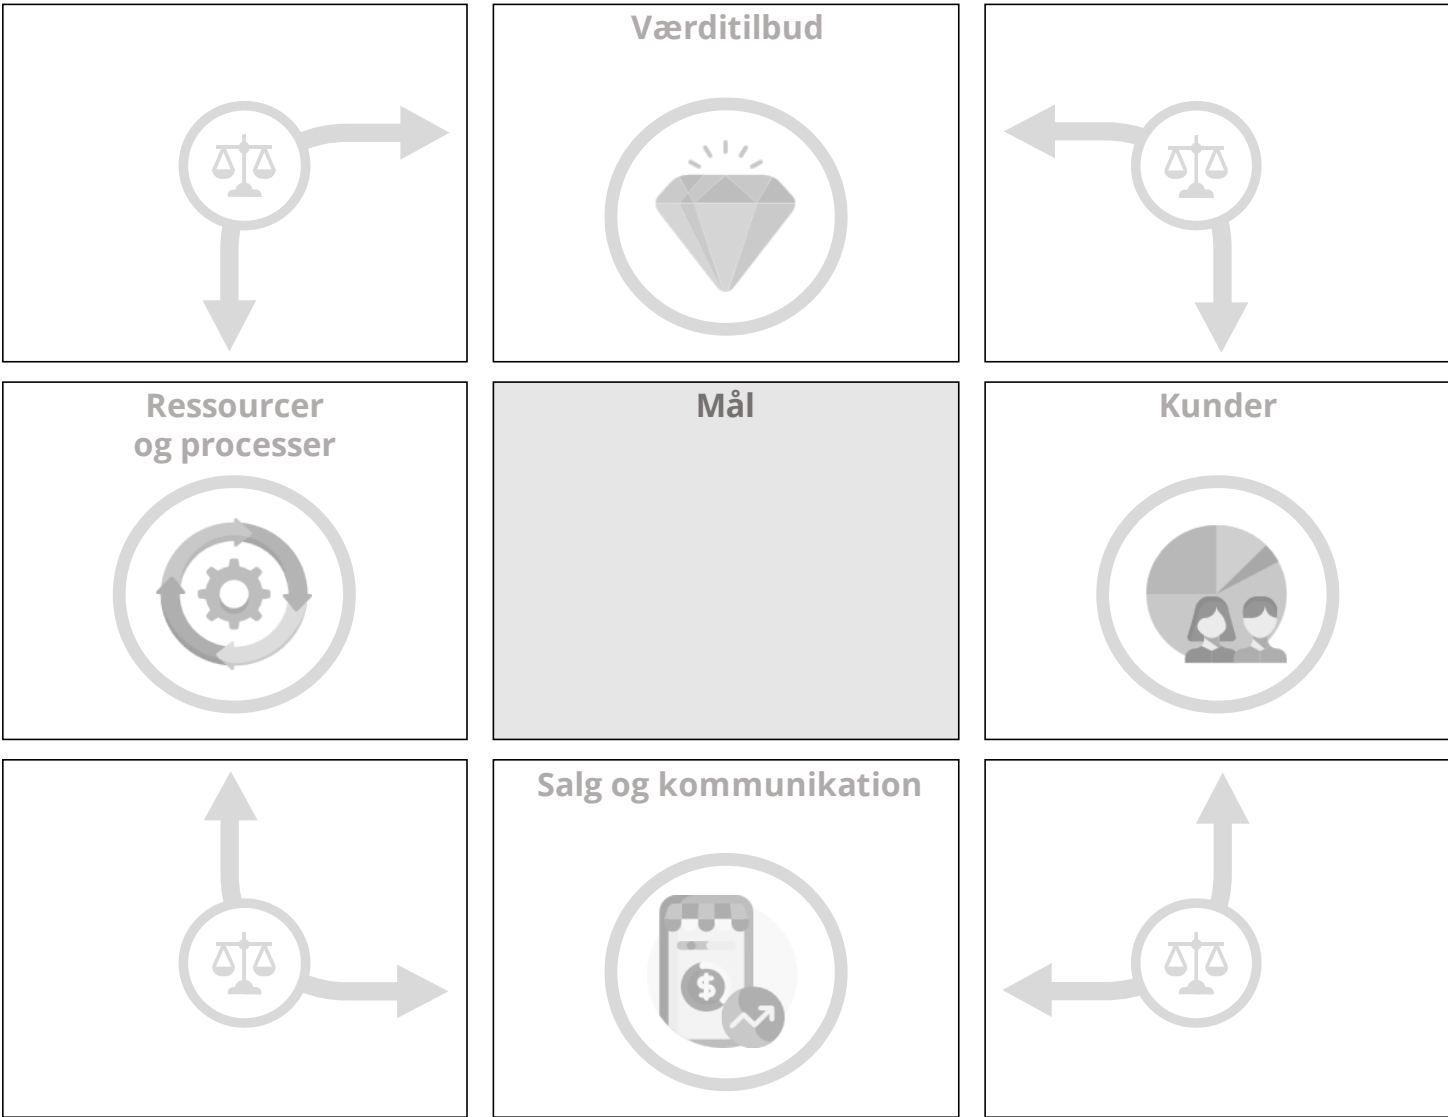 Værditilbud
Ressourcer
og processer
Mål
Kunder
Salg og kommunikation
$